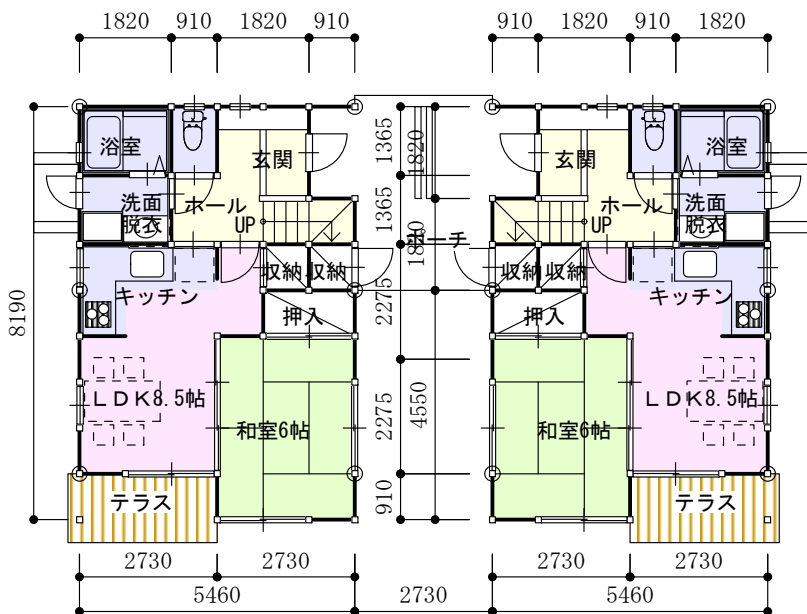 1820 910 1820 910 910 1820 910 1820
浴室 玄関 玄関 浴室
洗面 脱衣 ホール UP UP ホール 洗面 脱衣
ポーチ
収納 収納 収納 収納
キッチン 押入 押入 キッチン
LDK8.5帖 和室6帖 和室6帖 LDK8.5帖
テラス テラス
8190
1365 1365 2275 2275 910
1820 1820 4550
2730 2730 2730 2730
5460 2730 5460